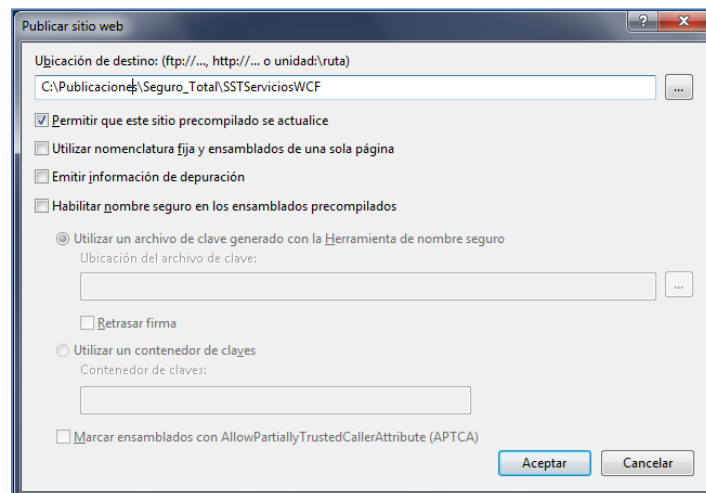 Publicar sitio web
Ubicación de destino: (ftp://..., http://... o unidad:\ruta)
C:\Publicaciones\Seguro_Total\SSTServiciosWCF
...
Permitir que este sitio precompilado se actualice
Utilizar nomenclatura fija y ensamblados de una sola página
Emitir información de depuración
Habilitar nombre seguro en los ensamblados precompilados
Utilizar un archivo de clave generado con la Herramienta de nombre seguro
Ubicación del archivo de clave:
...
Retrasar firma
Utilizar un contenedor de claves
Contenedor de claves:
Marcar ensamblados con AllowPartiallyTrustedCallerAttribute (APTCA)
Aceptar Cancelar